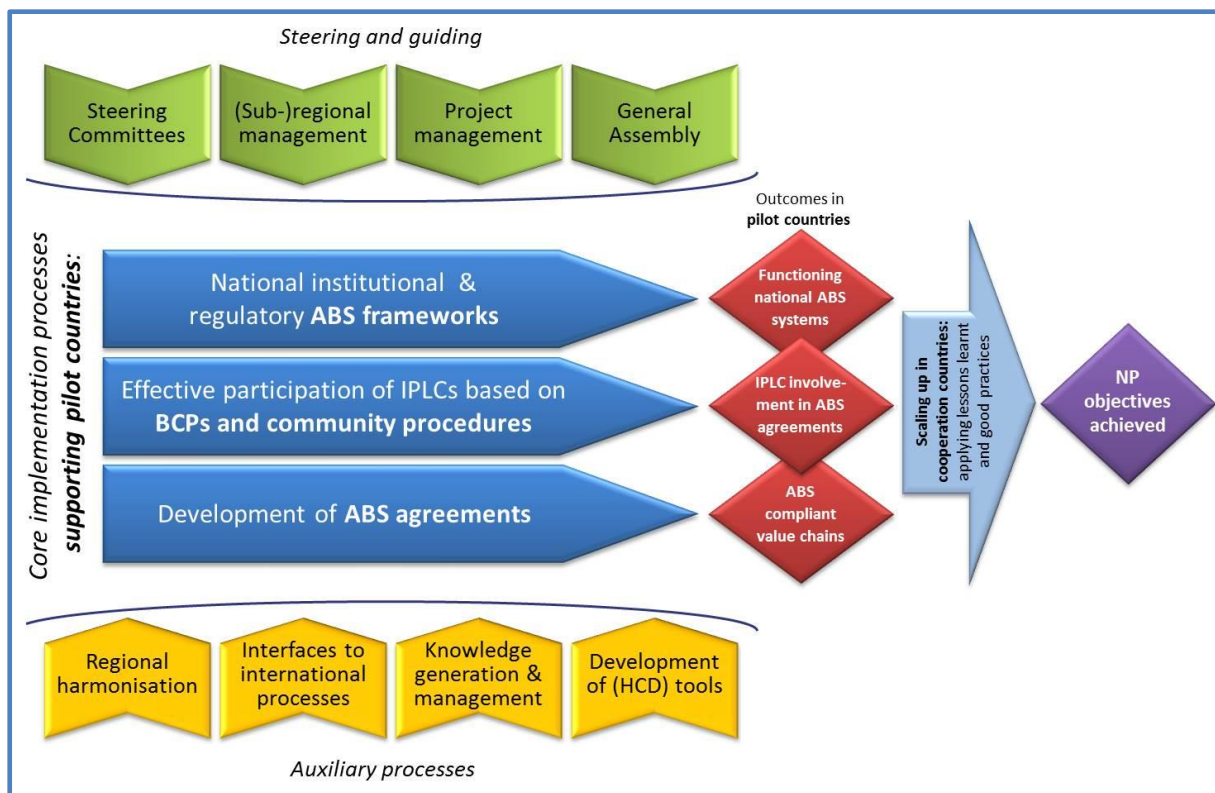 Steering and guiding
Steering
Committees
(Sub-)regional
management
Project
management
General
Assembly
Core implementation processes
supporting pilot countries:
National institutional &
regulatory ABS frameworks
Effective participation of IPLCs based on
BCPs and community procedures
Development of ABS agreements
Outcomes in
pilot countries
Functioning
national ABS
systems
IPLC involve-
ment in ABS
agreements
ABS
compliant
value chains
Scaling up in
cooperation countries:
applying lessons learnt
and good practices
NP
objectives
achieved
Regional
harmonisation
Interfaces to
international
processes
Knowledge
generation &
management
Development
of (HCD) tools
Auxiliary processes